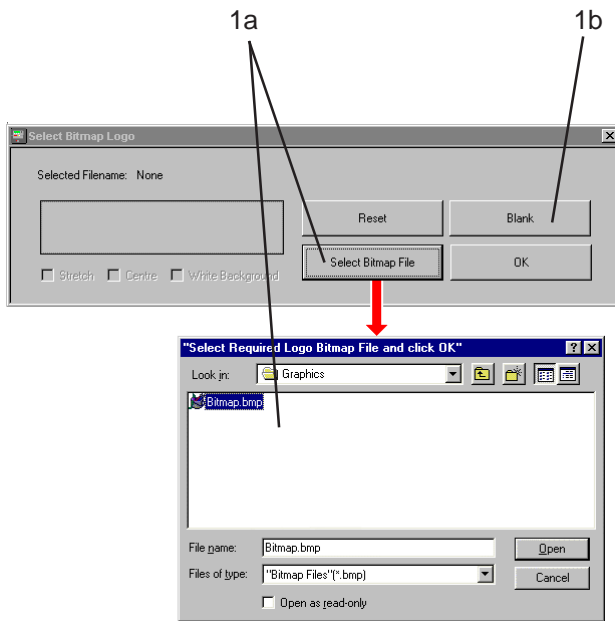 1a 1b
Select Bitmap Logo
Selected Filename: None
Reset Blank
Select Bitmap File OK
Stretch Centre White Background
"Select Required Logo Bitmap File and click OK"
Look in: Graphics
Bitmap.bmp
File name: Bitmap.bmp Open
Files of type: "Bitmap Files"(*.bmp) Cancel
Open as read-only